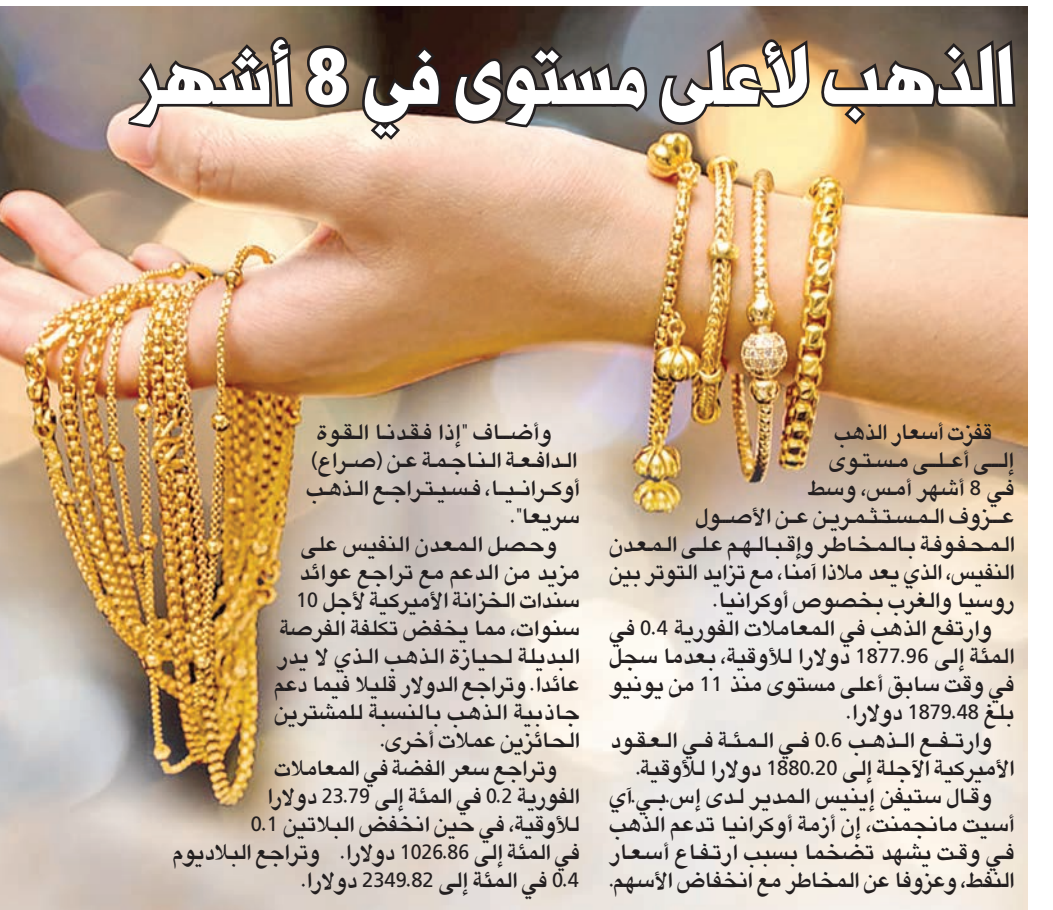 الذهب لأعلى مستوى في 8 أشهر
قفزت أسعار الذهب
إلى أعلى مستوى
في 8 أشهر أمس، وسط
عزوف المستثمرين عن الأصول
المحفوفة بالمخاطر وإقبالهم على المعدن
النفيس، الذي يعد ملاذا آمنا، مع تزايد التوتر بين
روسيا والغرب بخصوص أوكرانيا.
وارتفع الذهب في المعاملات الفورية 0.4 في
المئة إلى 1877.96 دولارا للأوقية، بعدما سجل
في وقت سابق أعلى مستوى منذ 11 من يونيو
بلغ 1879.48 دولارا.
وارتفع الذهب 0.6 في المئة في العقود
الأميركية الآجلة إلى 1880.20 دولارا للأوقية.
وقال ستيفن إينيس المدير لدى إس.بي.آي
أسيت مانجمنت، إن أزمة أوكرانيا تدعم الذهب
في وقت يشهد تضخما بسبب ارتفاع أسعار
النفط، وعزوفا عن المخاطر مع انخفاض الأسهم.
وأضاف "إذا فقدنا القوة
الدافعة الناجمة عن (صراع)
أوكرانيا، فسيتراجع الذهب
سريعا".
وحصل المعدن النفيس على
مزيد من الدعم مع تراجع عوائد
سندات الخزانة الأميركية لأجل 10
سنوات، مما يخفض تكلفة الفرصة
البديلة لحيازة الذهب الذي لا يدر
عائدا. وتراجع الدولار قليلا فيما دعم
جاذبية الذهب بالنسبة للمشترين
الحائزين عملات أخرى.
وتراجع سعر الفضة في المعاملات
الفورية 0.2 في المئة إلى 23.79 دولارا
للأوقية، في حين انخفض البلاتين 0.1
في المئة إلى 1026.86 دولارا. وتراجع البلاديوم
0.4 في المئة إلى 2349.82 دولارا.